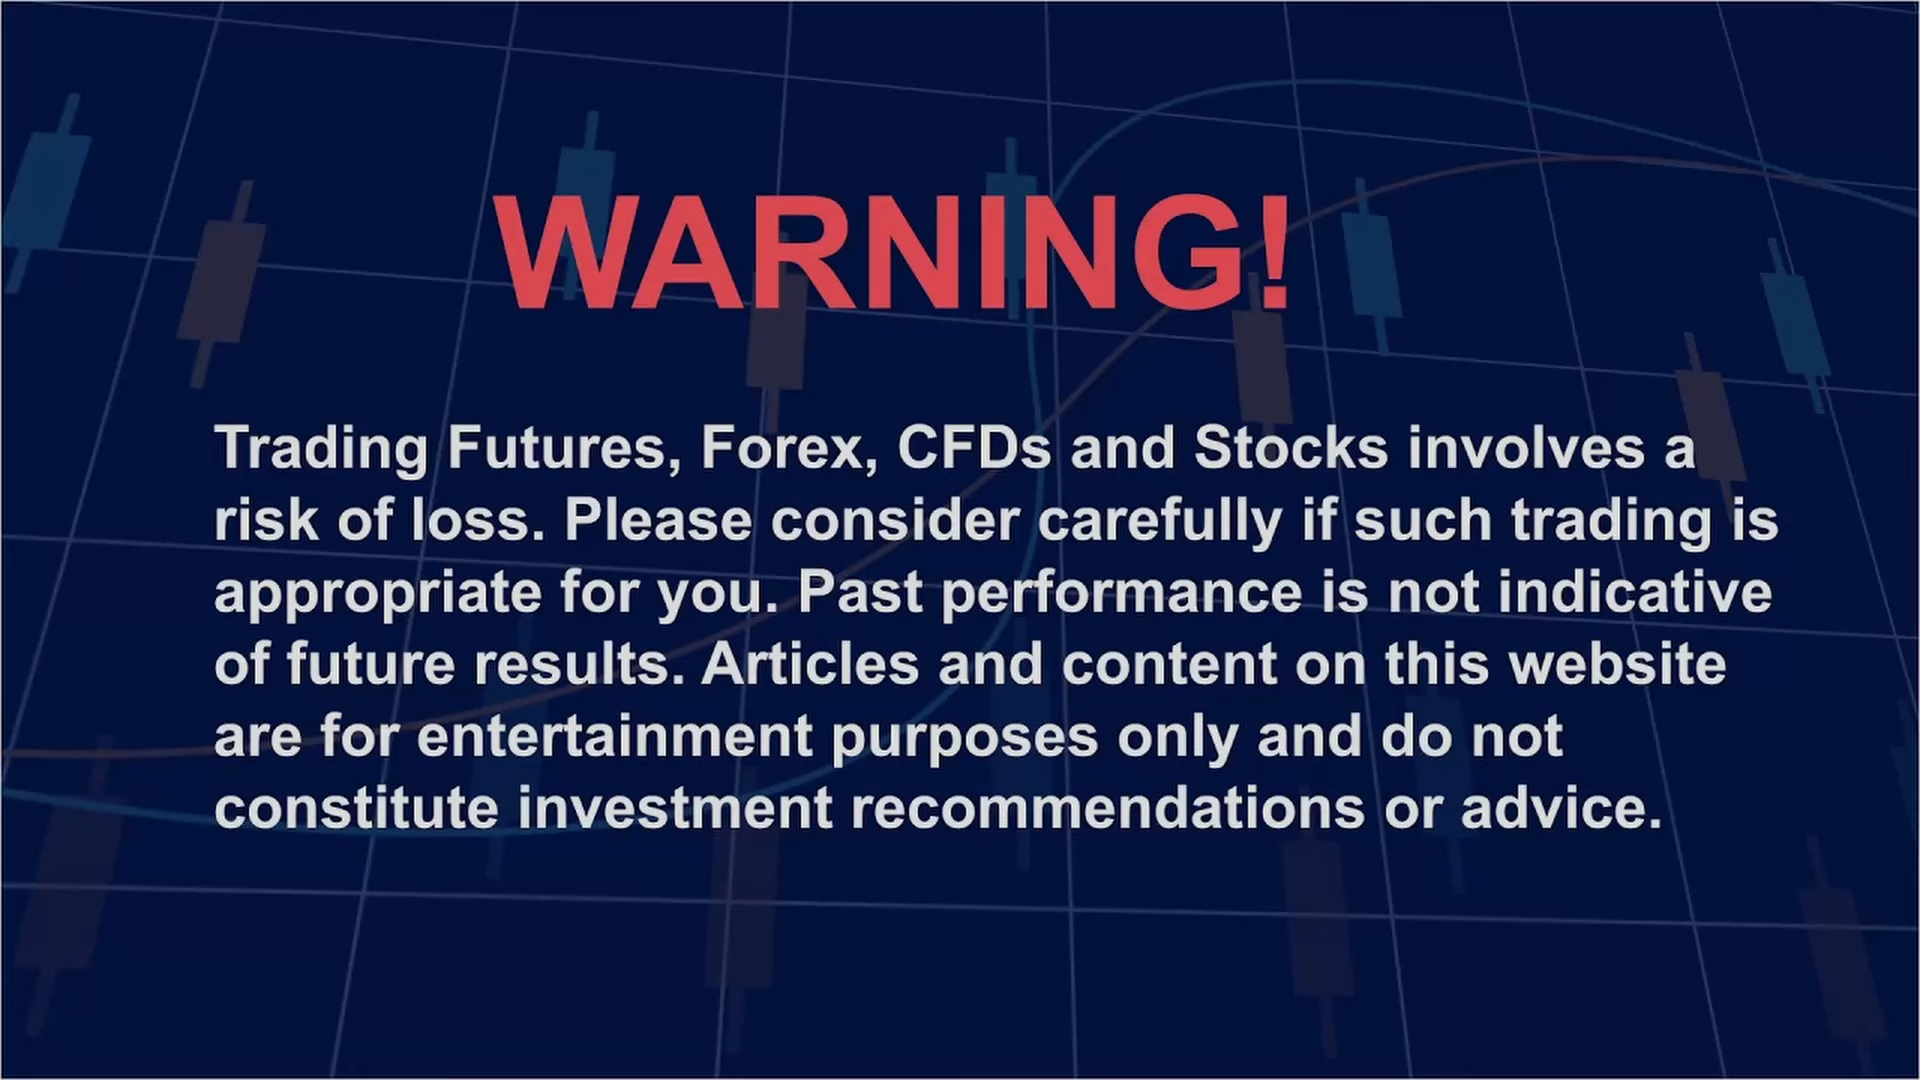 WARNING!
Trading Futures, Forex, CFDs and Stocks involves a
risk of loss. Please consider carefully if such trading is
appropriate for you. Past performance is not indicative
of future results. Articles and content on this website
are for entertainment purposes only and do not
constitute investment recommendations or advice.